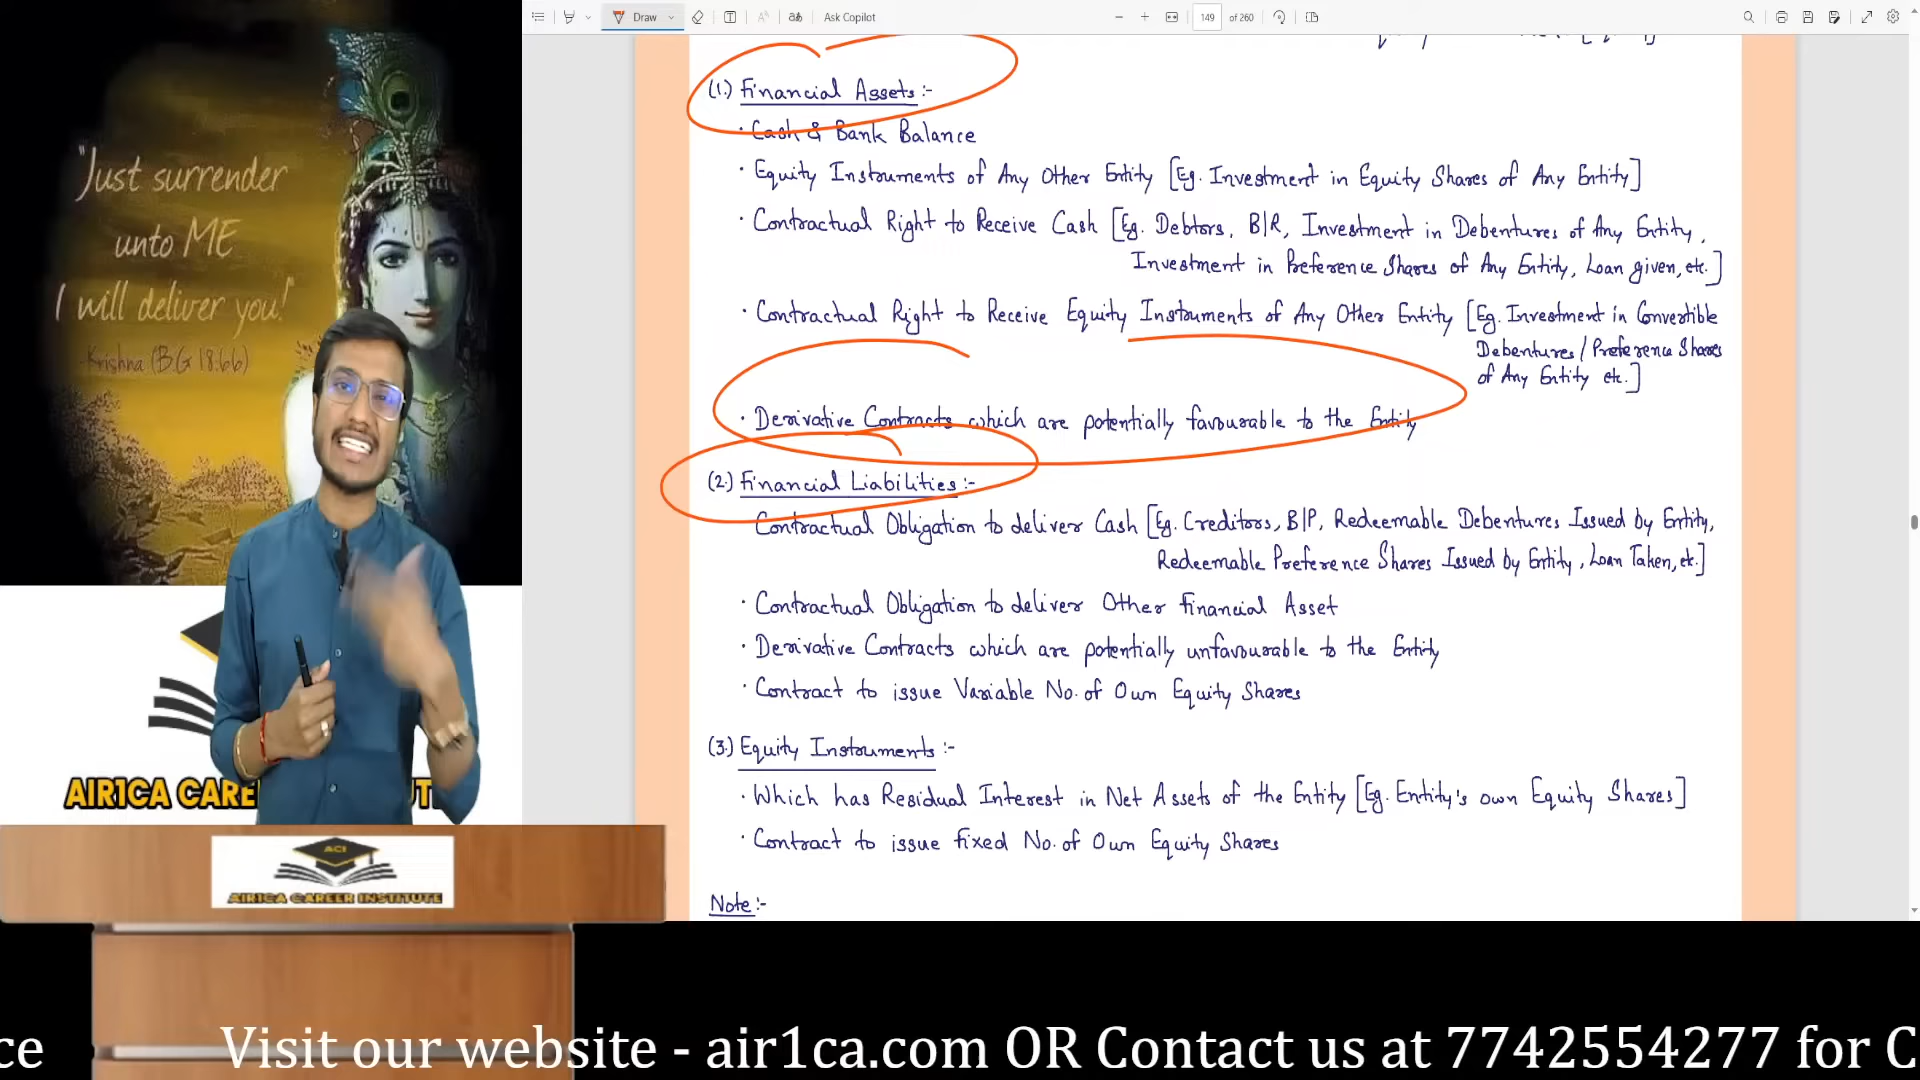 Draw
Ask Copilot
149
of 260
"Just surrender
unto ME
I will deliver you!"
-Krishna (B.G 18.66)
(1.) Financial Assets :-
· Cash & Bank Balance
· Equity Instruments of Any Other Entity [Eg. Investment in Equity Shares of Any Entity]
· Contractual Right to Receive Cash [Eg. Debtors, B/R, Investment in Debentures of Any Entity,
Investment in Preference Shares of Any Entity, Loan given, etc.]
· Contractual Right to Receive Equity Instruments of Any Other Entity [Eg. Investment in Convertible
Debentures / Preference Shares
of Any Entity etc.]
· Derivative Contracts which are potentially favourable to the Entity
(2.) Financial Liabilities :-
Contractual Obligation to deliver Cash [Eg. Creditors, B/P, Redeemable Debentures Issued by Entity,
Redeemable Preference Shares Issued by Entity, Loan Taken, etc.]
· Contractual Obligation to deliver Other Financial Asset
· Derivative Contracts which are potentially unfavourable to the Entity
· Contract to issue Variable No. of Own Equity Shares
(3.) Equity Instruments :-
· Which has Residual Interest in Net Assets of the Entity [Eg. Entity's own Equity Shares]
· Contract to issue fixed No. of Own Equity Shares
Note :-
AIR1CA CARE
UT
ACI
AIR1CA CAREER INSTITUTE
ce Visit our website - air1ca.com OR Contact us at 7742554277 for C